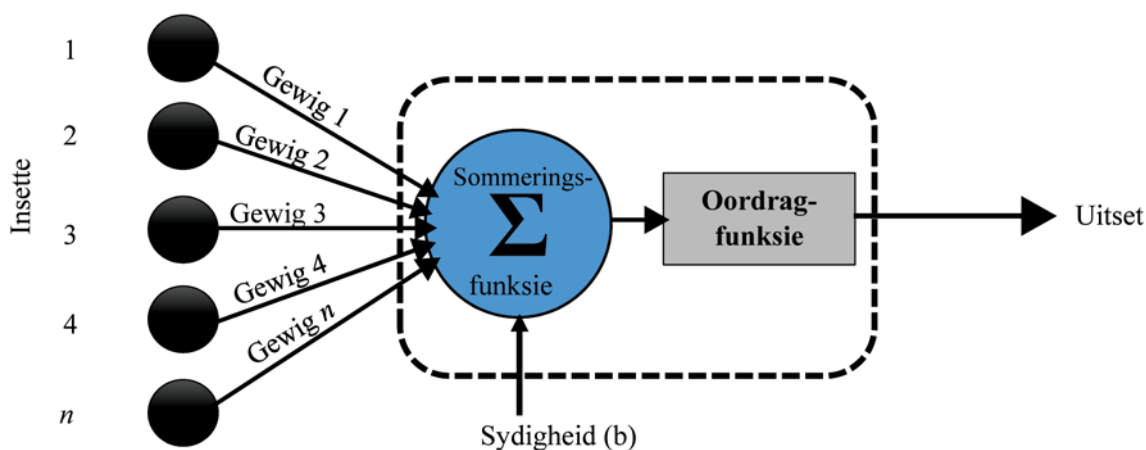 Insette
1
2
3
4
n
Gewig 1
Gewig 2
Gewig 3
Gewig 4
Gewig n
Sommerings-
Σ
funksie
Sydigheid (b)
Oordrag-
funksie
Uitset